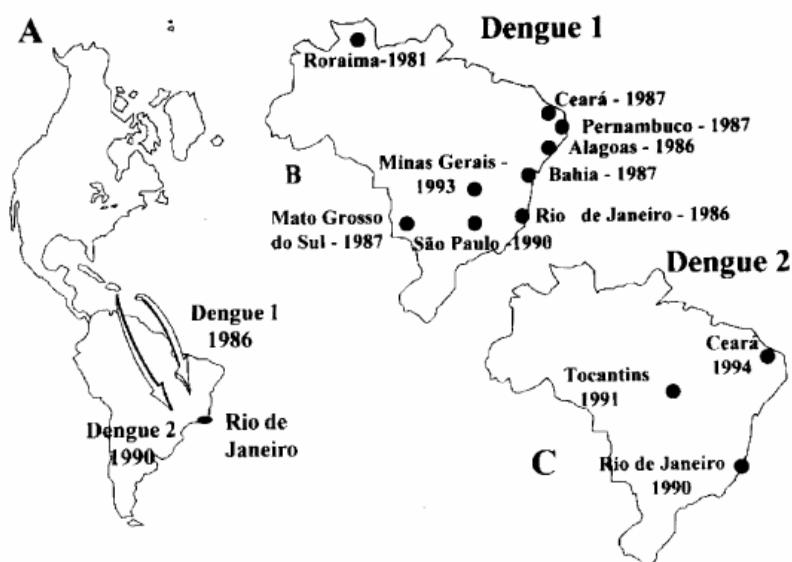 A
Dengue 1
1986
Dengue 2
1990
Rio de
Janeiro
Dengue 1
Roraima-1981
Ceará - 1987
Pernambuco - 1987
Alagoas - 1986
B
Minas Gerais -
1993
Bahia - 1987
Mato Grosso
do Sul - 1987
São Paulo -1990
Rio de Janeiro - 1986
Dengue 2
Ceará
1994
Tocantins
1991
C
Rio de Janeiro
1990